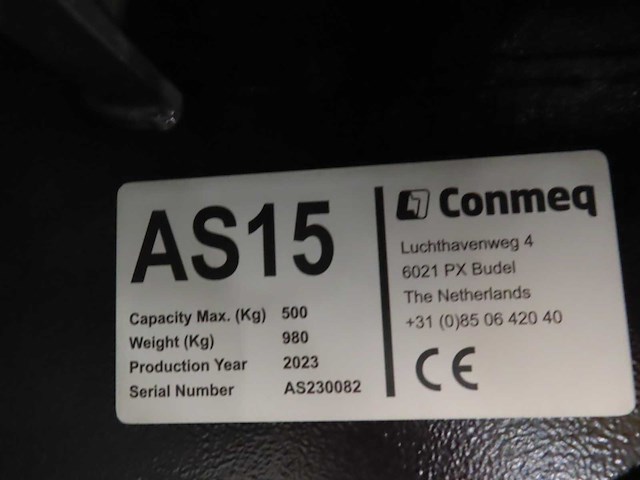 AS15
Capacity Max. (Kg) 500
Weight (Kg) 980
Production Year 2023
Serial Number AS230082
Conmeq
Luchthavenweg 4
6021 PX Budel
The Netherlands
+31 (0)85 06 420 40
CE